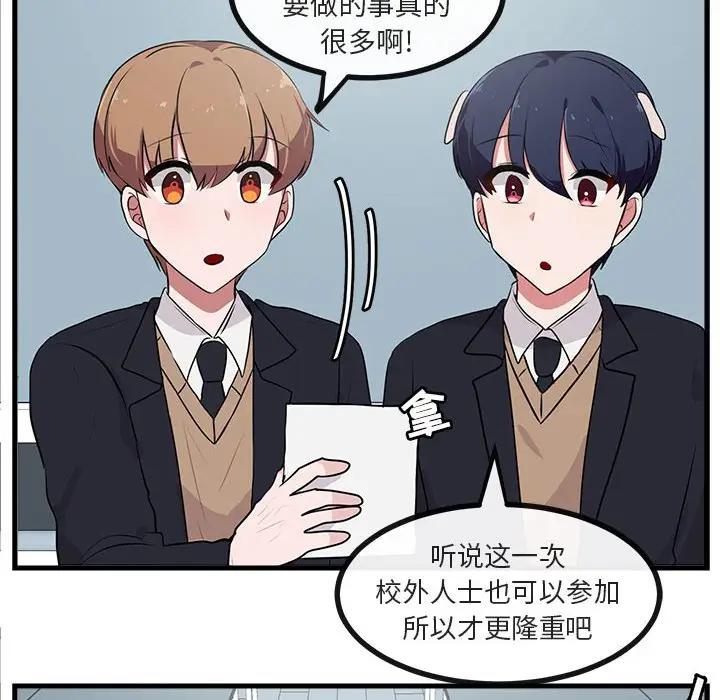 要做的事真的
很多啊!
拿
听说这一次
校外人士也可以参加
所以才更隆重吧